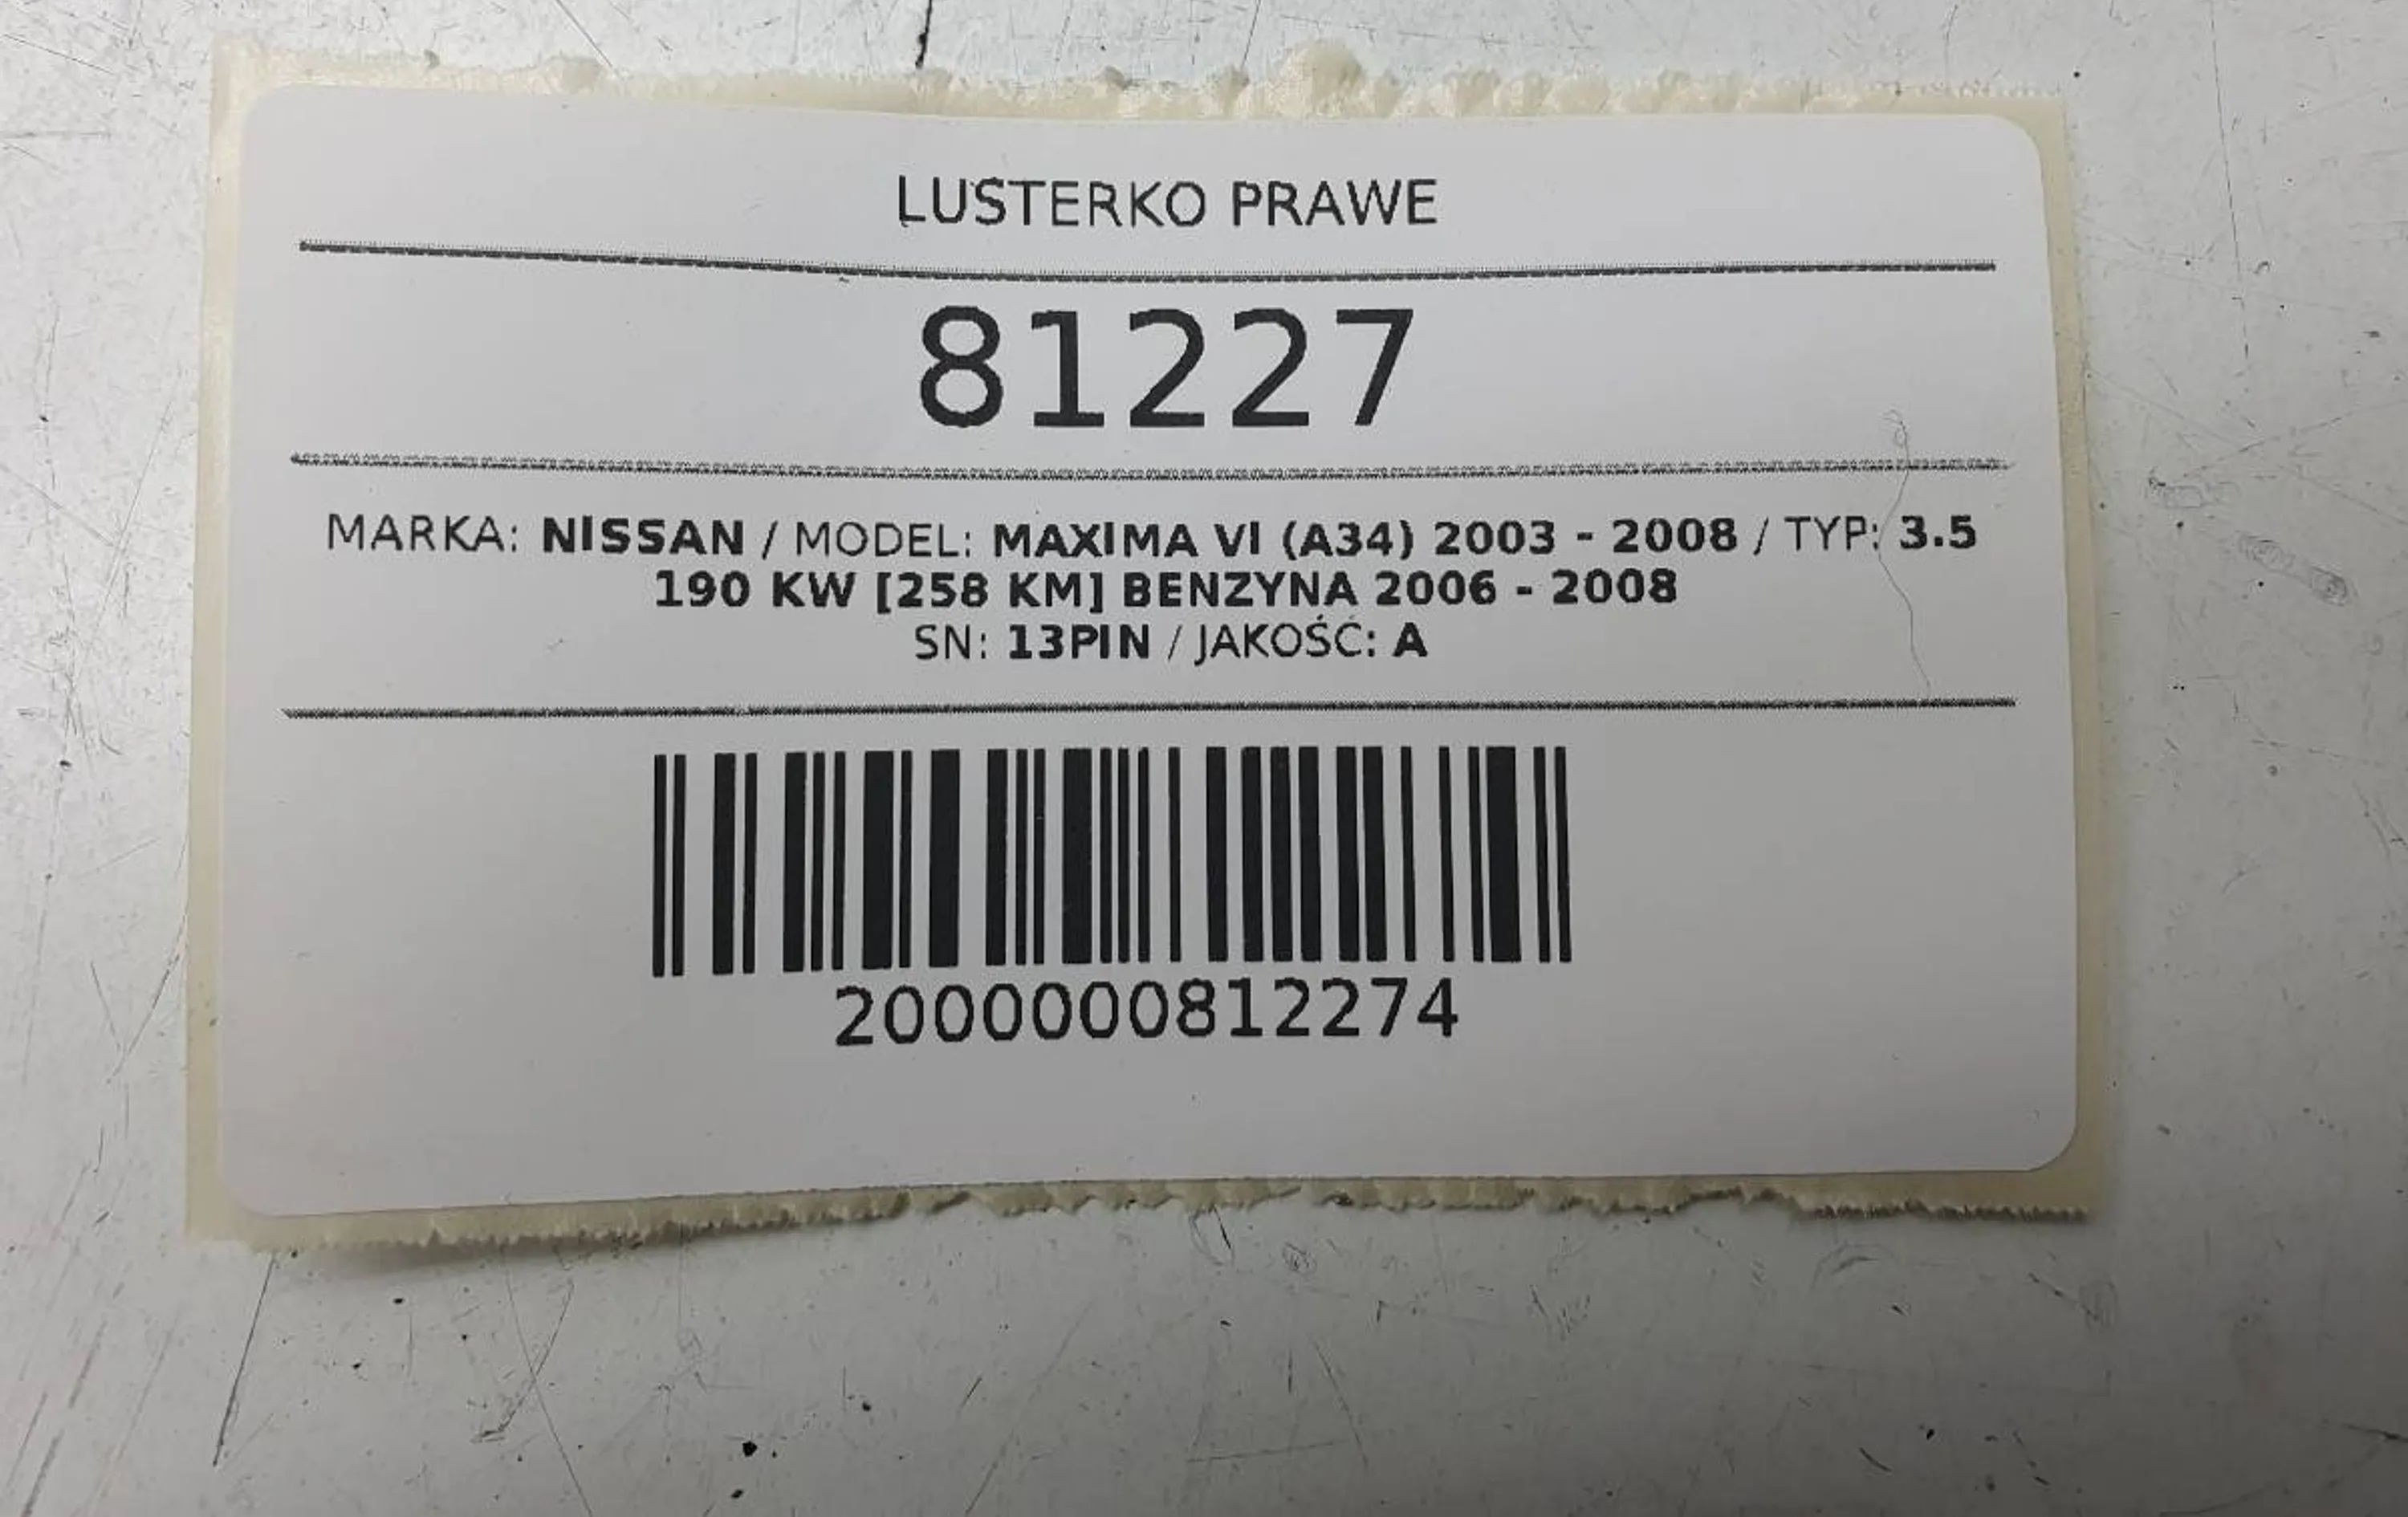 LUSTERKO PRAWE
81227
MARKA: NISSAN / MODEL: MAXIMA VI (A34) 2003 - 2008 / TYP: 3.5
190 KW [258 KM] BENZYNA 2006 - 2008
SN: 13PIN / JAKOŚĆ: A
2000000812274